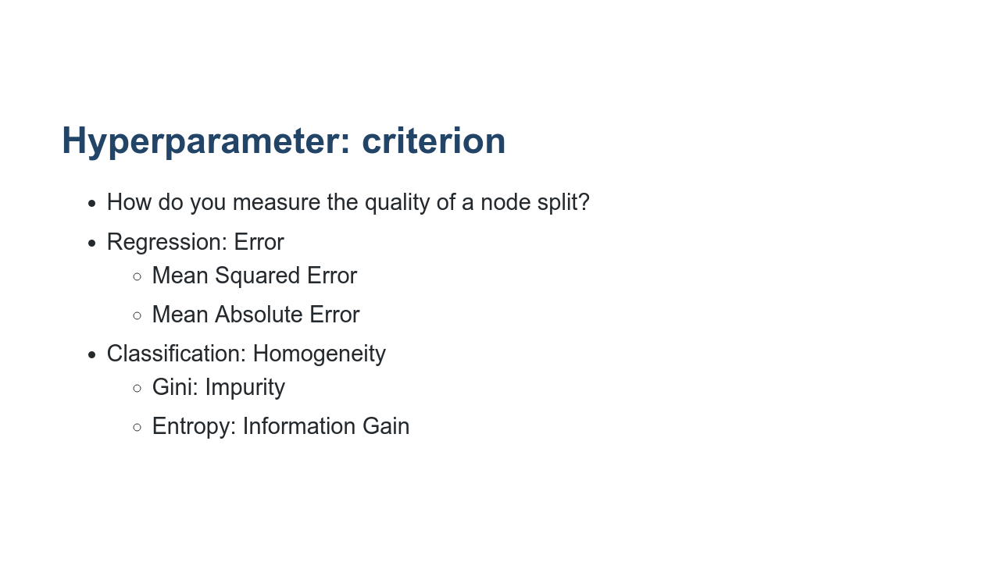 Hyperparameter: criterion
• How do you measure the quality of a node split?
• Regression: Error
◦ Mean Squared Error
◦ Mean Absolute Error
• Classification: Homogeneity
◦ Gini: Impurity
◦ Entropy: Information Gain